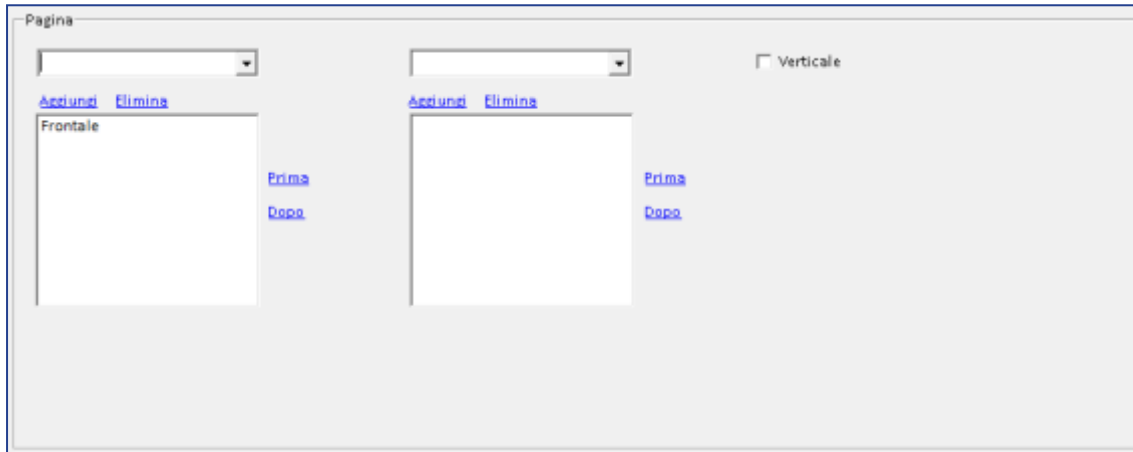 Pagina
Verticale
Aggiungi Elimina Aggiungi Elimina
Frontale
Prima Prima
Dopo Dopo